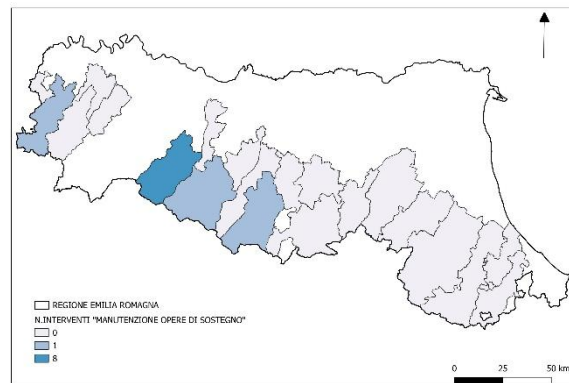 REGIONE EMILIA ROMAGNA
N.INTERVENTI "MANUTENZIONE OPERE DI SOSTEGNO"
0
1
8
0 25 50 km